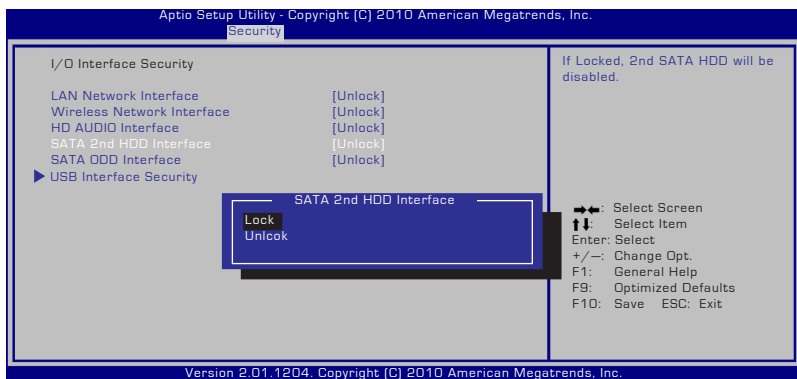 Aptio Setup Utility - Copyright (C) 2010 American Megatrends, Inc.
Security
I/O Interface Security
LAN Network Interface [Unlock]
Wireless Network Interface [Unlock]
HD AUDIO Interface [Unlock]
SATA 2nd HDD Interface [Unlock]
SATA ODD Interface [Unlock]
USB Interface Security
SATA 2nd HDD Interface
Lock
Unlcok
If Locked, 2nd SATA HDD will be
disabled.
→←: Select Screen
↑↓: Select Item
Enter: Select
+/—: Change Opt.
F1: General Help
F9: Optimized Defaults
F10: Save ESC: Exit
Version 2.01.1204. Copyright (C) 2010 American Megatrends, Inc.